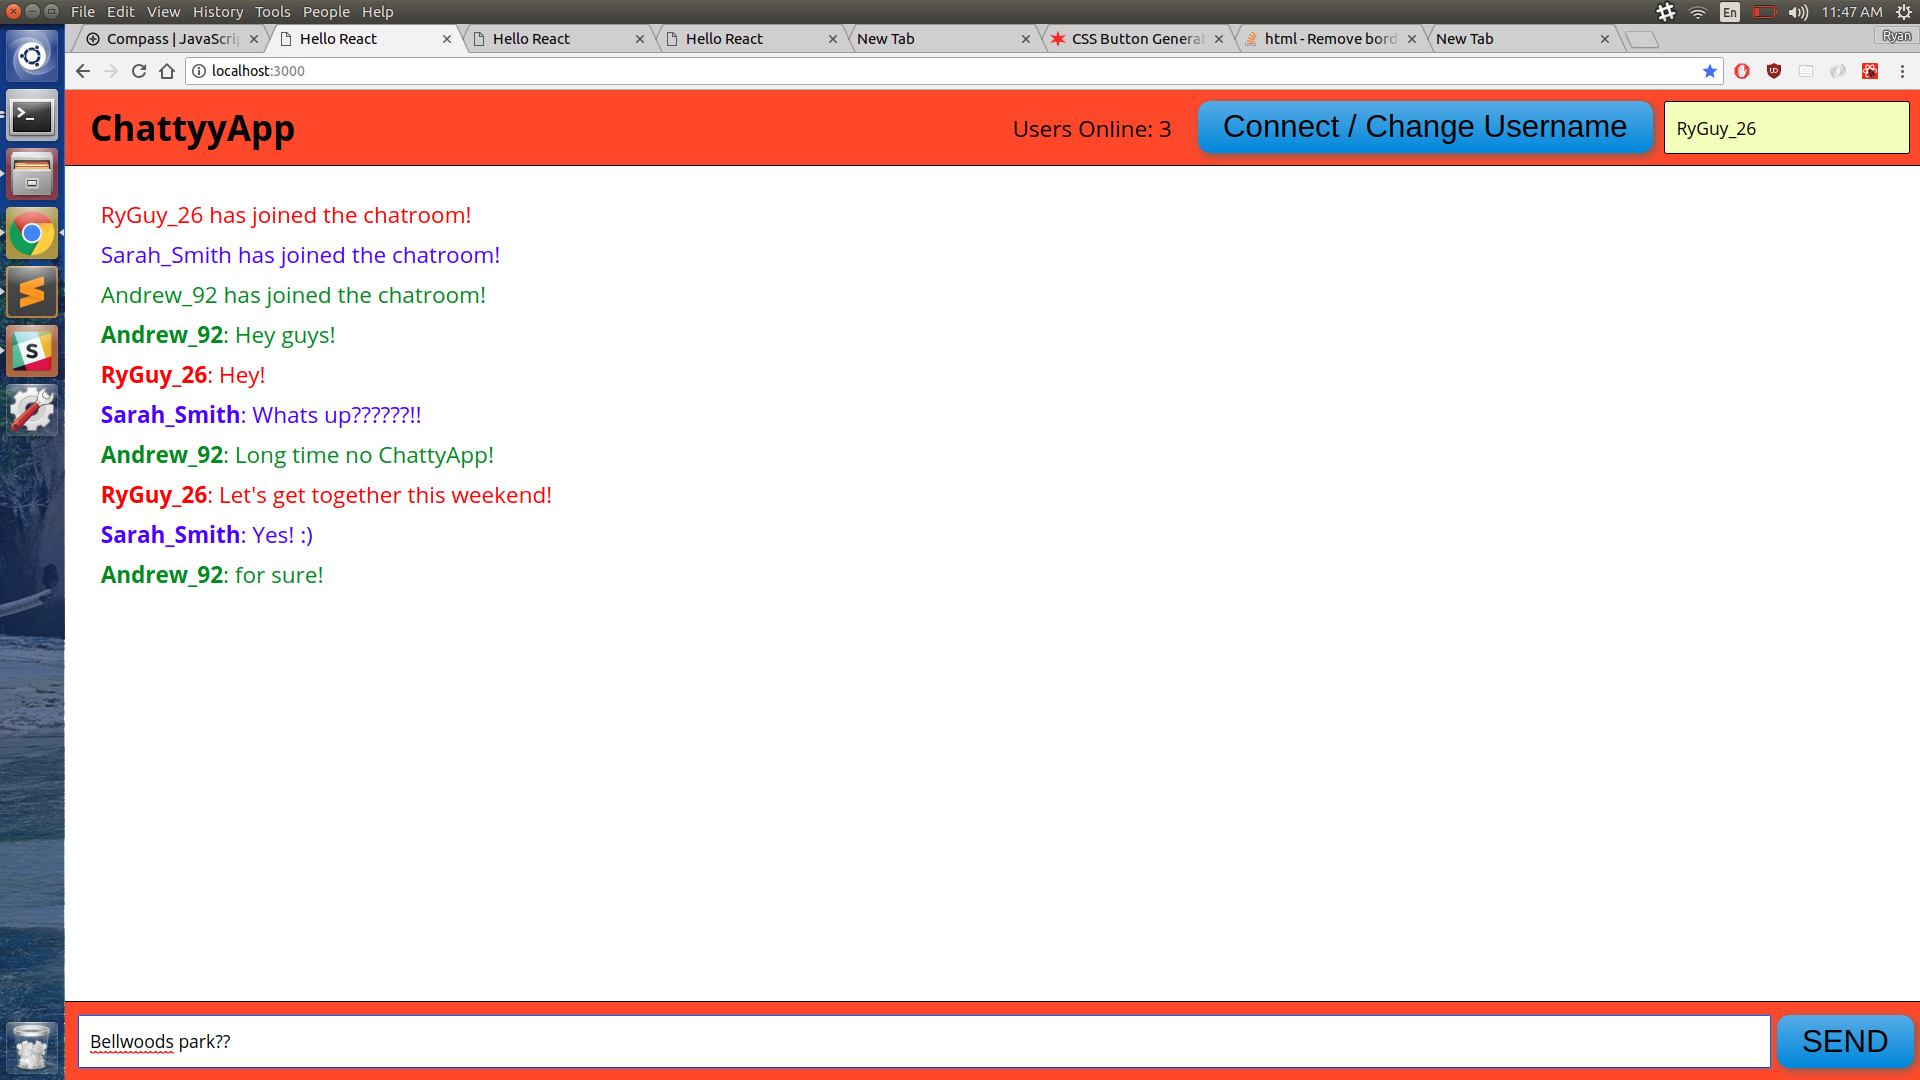 File Edit View History Tools People Help
En 11:47 AM
Compass | JavaScrip
Hello React
Hello React
Hello React
New Tab
CSS Button Generat
html - Remove bord
New Tab
Ryan
localhost:3000
ChattyyApp
Users Online: 3
Connect / Change Username
RyGuy_26
RyGuy_26 has joined the chatroom!
Sarah_Smith has joined the chatroom!
Andrew_92 has joined the chatroom!
Andrew_92: Hey guys!
RyGuy_26: Hey!
Sarah_Smith: Whats up??????!!
Andrew_92: Long time no ChattyApp!
RyGuy_26: Let's get together this weekend!
Sarah_Smith: Yes! :)
Andrew_92: for sure!
Bellwoods park??
SEND